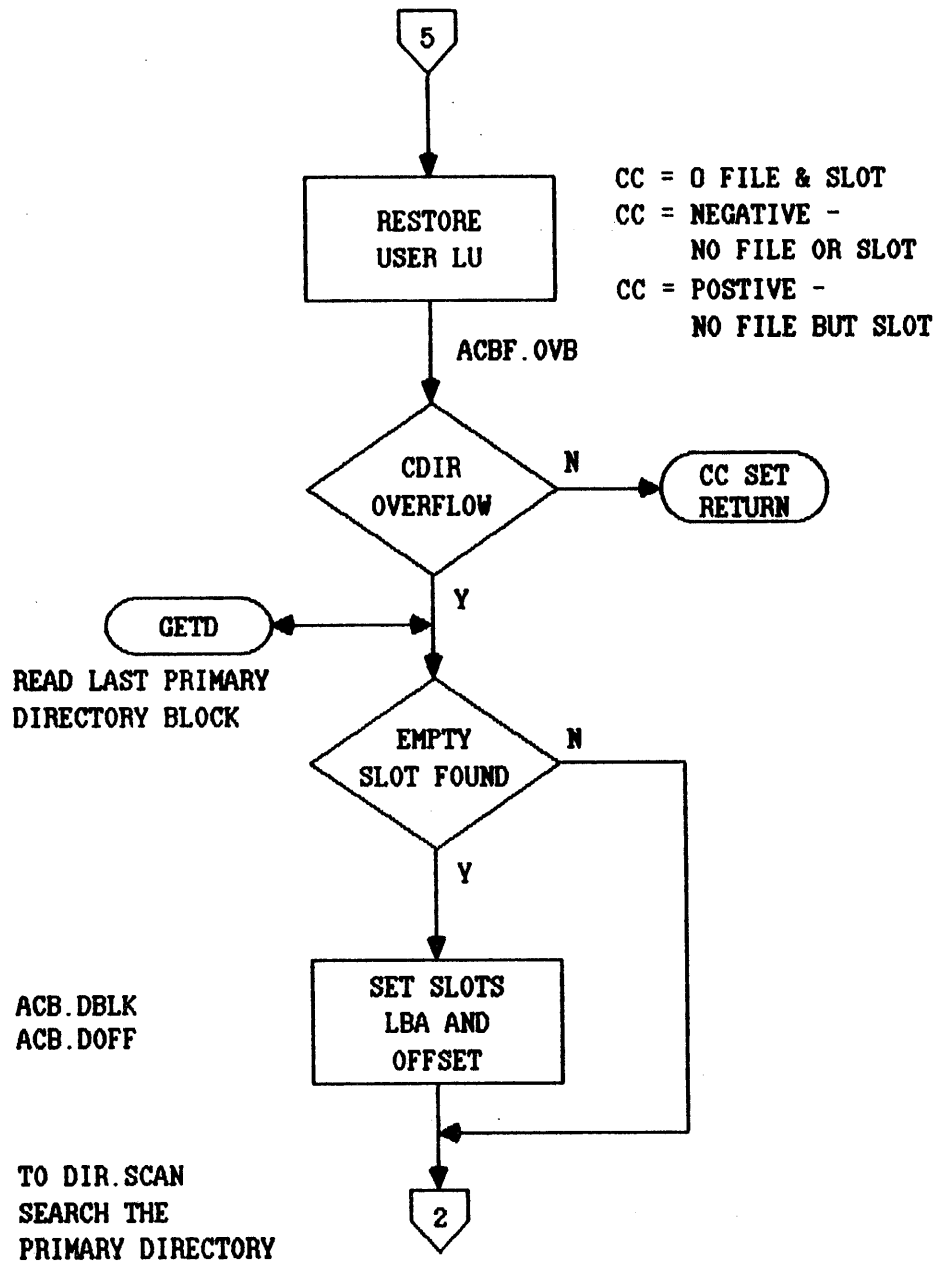 5
RESTORE
USER LU
CC = 0 FILE & SLOT
CC = NEGATIVE -
NO FILE OR SLOT
CC = POSTIVE -
NO FILE BUT SLOT
ACBF.OVB
CDIR
OVERFLOW
N
CC SET
RETURN
Y
GETD
READ LAST PRIMARY
DIRECTORY BLOCK
EMPTY
SLOT FOUND
N
Y
SET SLOTS
LBA AND
OFFSET
ACB.DBLK
ACB.DOFF
TO DIR.SCAN
SEARCH THE
PRIMARY DIRECTORY
2